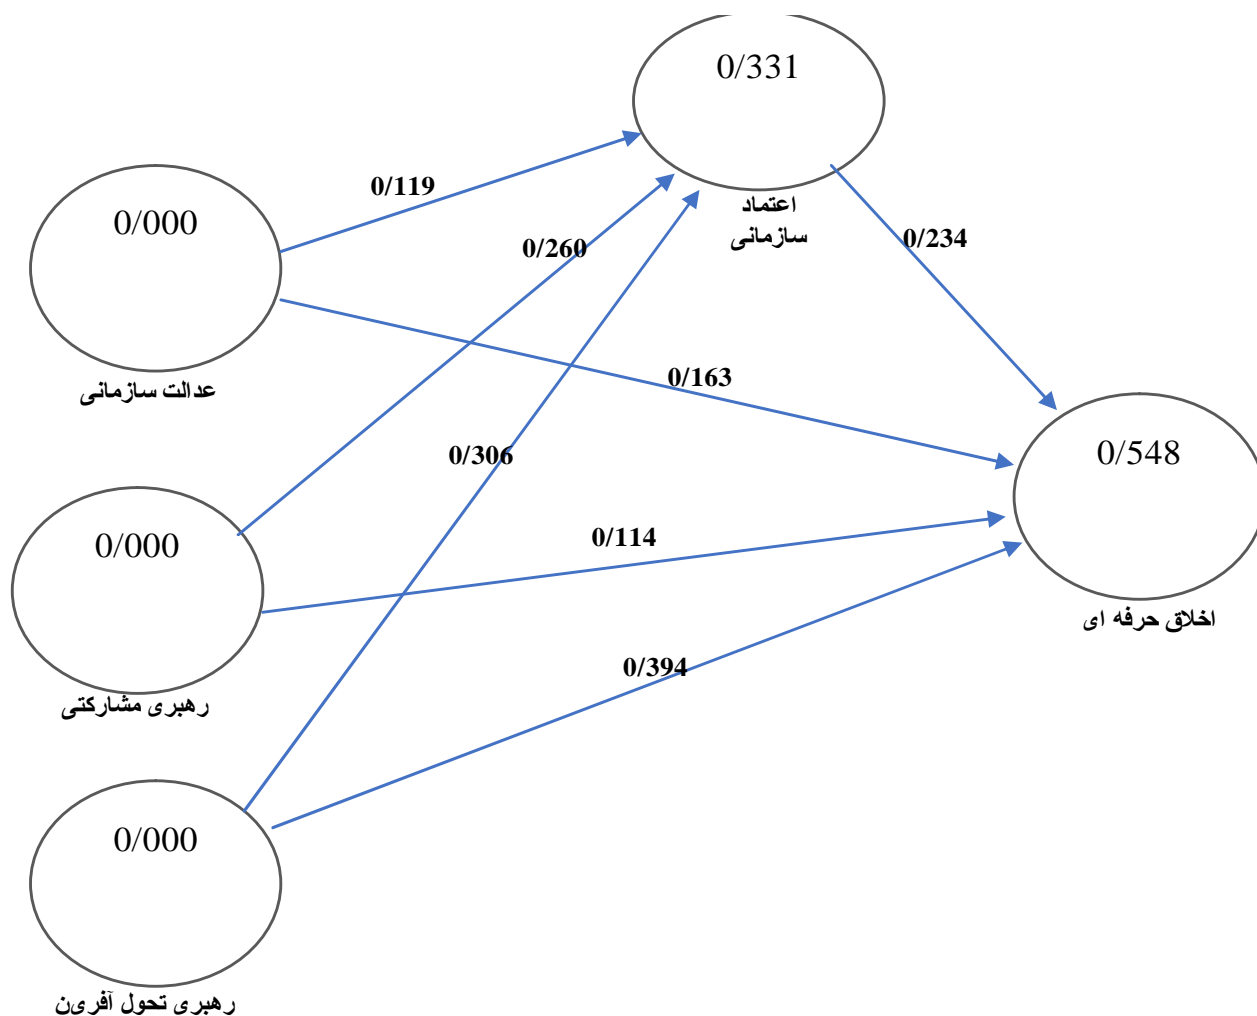 0/331
0/119
0/000
اعتماد
سازمانی
0/260
0/234
0/163
عدالت سازمانی
0/306
0/548
0/000
0/114
اخلاق حرفه ای
0/394
رهبری مشارکتی
0/000
رهبری تحول آفرین